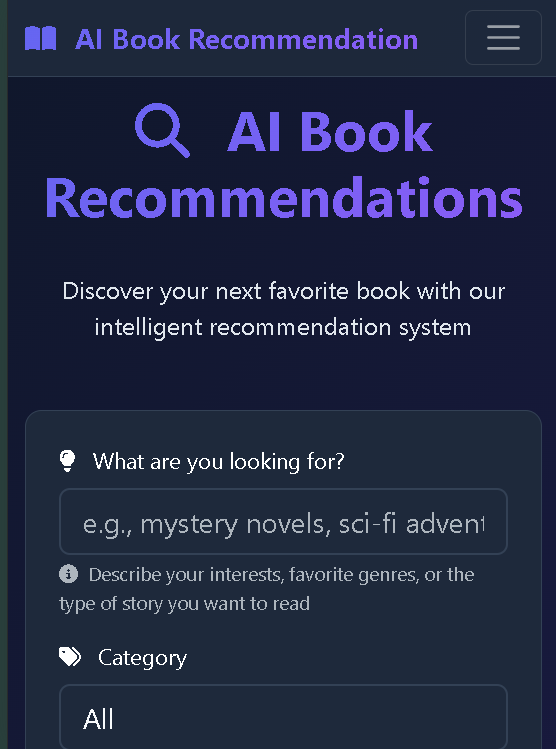 AI Book Recommendation
AI Book
Recommendations
Discover your next favorite book with our
intelligent recommendation system
What are you looking for?
e.g., mystery novels, sci-fi advent
Describe your interests, favorite genres, or the
type of story you want to read
Category
All